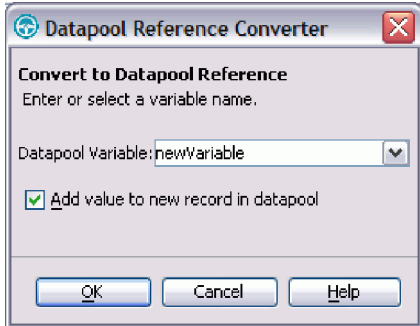 Datapool Reference Converter
Convert to Datapool Reference
Enter or select a variable name.
Datapool Variable: newVariable
Add value to new record in datapool
OK Cancel Help